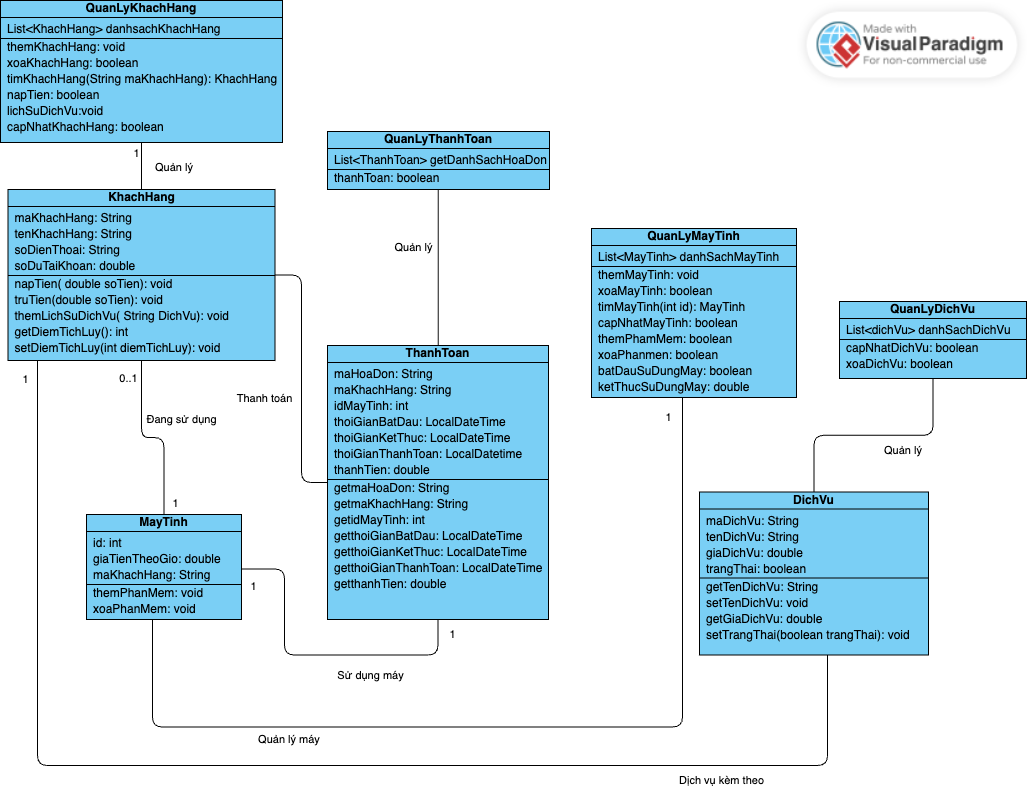 QuanLyKhachHang
List<KhachHang> danhsachKhachHang
themKhachHang: void
xoaKhachHang: boolean
timKhachHang(String maKhachHang): KhachHang
napTien: boolean
lichSuDichVu:void
capNhatKhachHang: boolean
Made with
VisualParadigm
For non-commercial use
1
Quản lý
KhachHang
maKhachHang: String
tenKhachHang: String
soDienThoai: String
soDuTaiKhoan: double
napTien( double soTien): void
truTien(double soTien): void
themLichSuDichVu( String DichVu): void
getDiemTichLuy(): int
setDiemTichLuy(int diemTichLuy): void
QuanLyThanhToan
List<ThanhToan> getDanhSachHoaDon
thanhToan: boolean
Quản lý
QuanLyMayTinh
List<MayTinh> danhSachMayTinh
themMayTinh: void
xoaMayTinh: boolean
timMayTinh(int id): MayTinh
capNhatMayTinh: boolean
themPhamMem: boolean
xoaPhanmen: boolean
batDauSuDungMay: boolean
ketThucSuDungMay: double
1
QuanLyDichVu
List<dichVu> danhSachDichVu
capNhatDichVu: boolean
xoaDichVu: boolean
Quản lý
1
0..1
Đang sử dụng
1
Thanh toán
ThanhToan
maHoaDon: String
maKhachHang: String
idMayTinh: int
thoiGianBatDau: LocalDateTime
thoiGianKetThuc: LocalDateTime
thoiGianThanhToan: LocalDatetime
thanhTien: double
getmaHoaDon: String
getmaKhachHang: String
getidMayTinh: int
getthoiGianBatDau: LocalDateTime
getthoiGianKetThuc: LocalDateTime
getthoiGianThanhToan: LocalDateTime
getthanhTien: double
MayTinh
id: int
giaTienTheoGio: double
maKhachHang: String
themPhanMem: void
xoaPhanMem: void
1
1
Sử dụng máy
DichVu
maDichVu: String
tenDichVu: String
giaDichVu: double
trangThai: boolean
getTenDichVu: String
setTenDichVu: void
getGiaDichVu: double
setTrangThai(boolean trangThai): void
Quản lý máy
Dịch vụ kèm theo